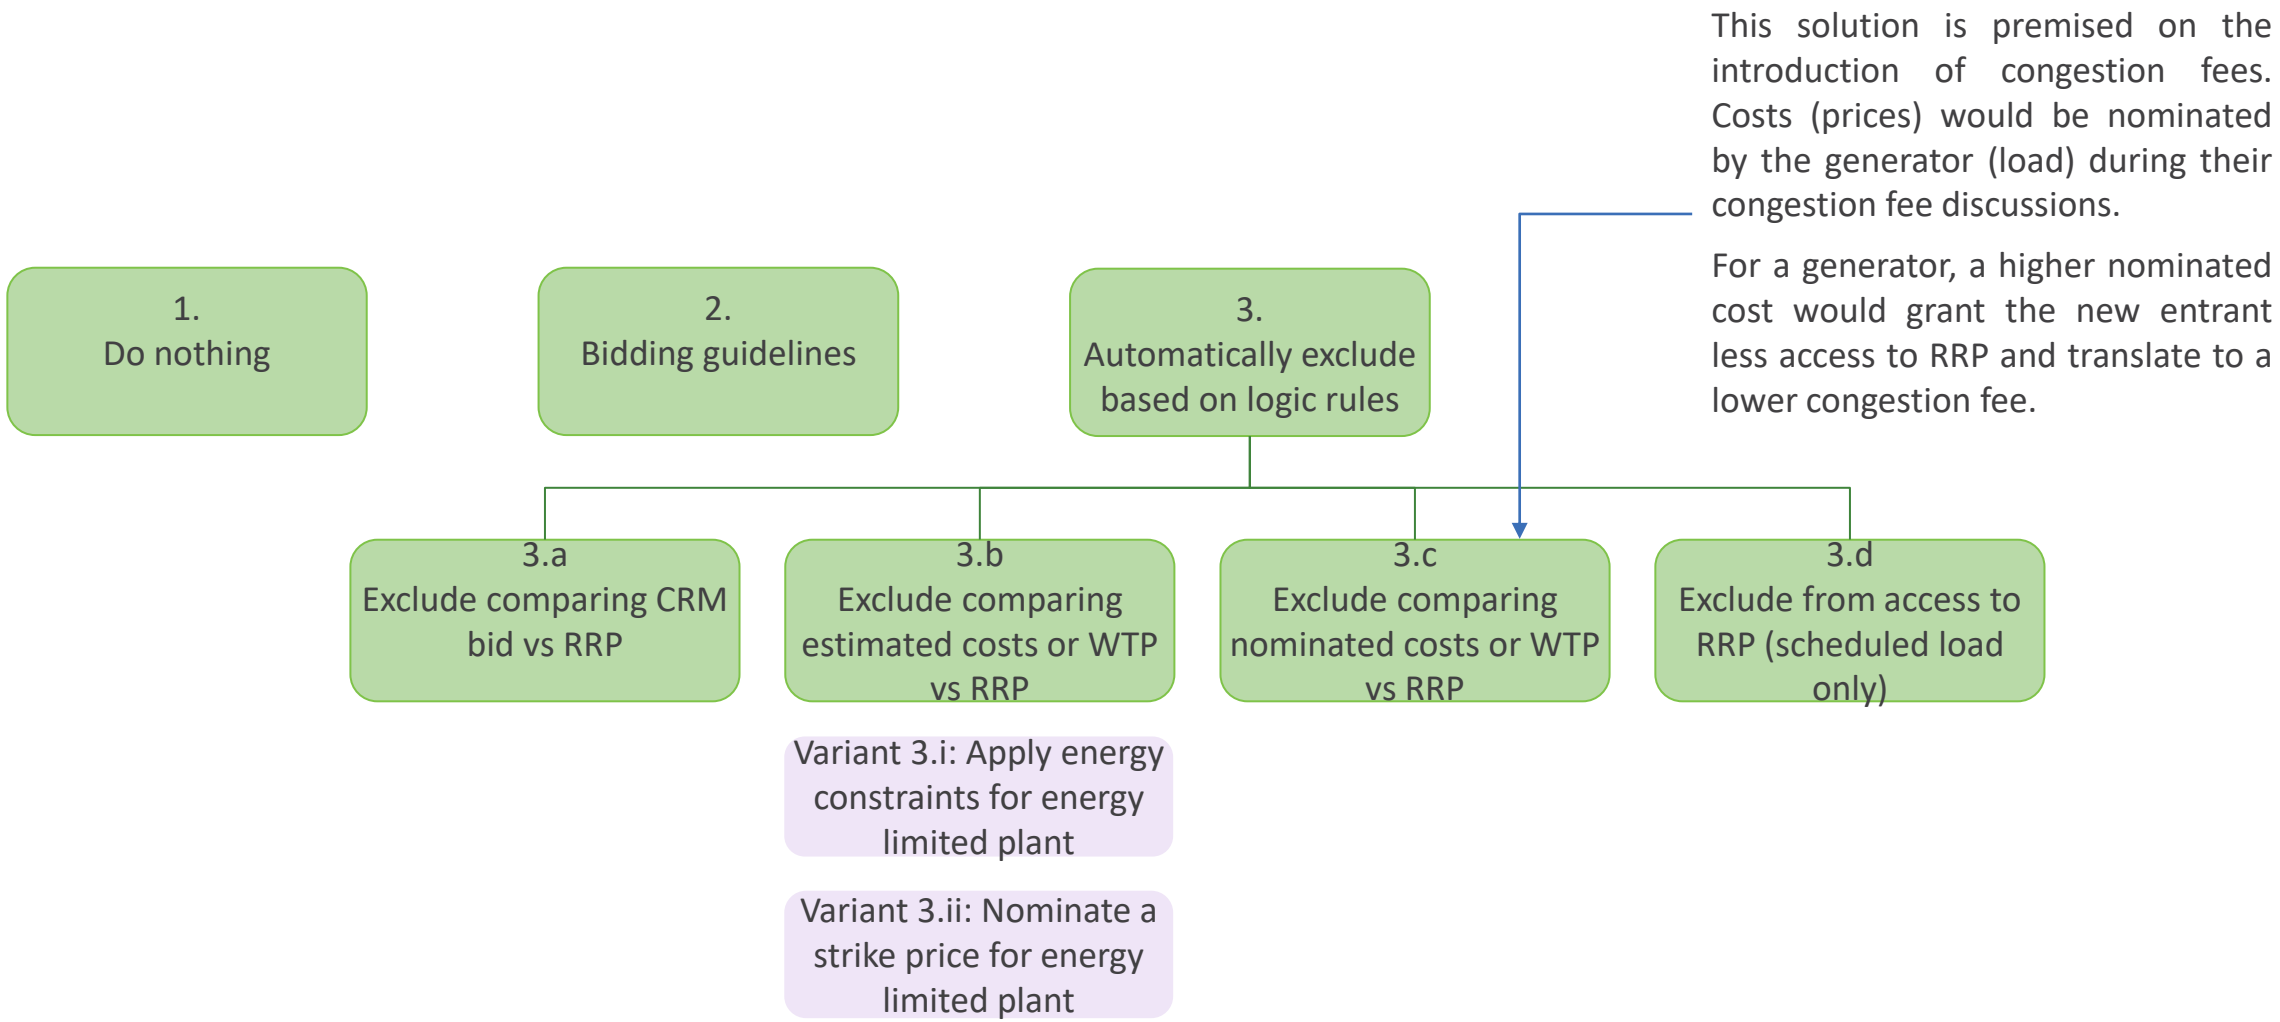 This solution is premised on the
introduction of congestion fees.
Costs (prices) would be nominated
by the generator (load) during their
congestion fee discussions.
For a generator, a higher nominated
cost would grant the new entrant
less access to RRP and translate to a
lower congestion fee.
1.
Do nothing
2.
Bidding guidelines
3.
Automatically exclude
based on logic rules
3.a
Exclude comparing CRM
bid vs RRP
3.b
Exclude comparing
estimated costs or WTP
vs RRP
3.c
Exclude comparing
nominated costs or WTP
vs RRP
3.d
Exclude from access to
RRP (scheduled load
only)
Variant 3.i: Apply energy
constraints for energy
limited plant
Variant 3.ii: Nominate a
strike price for energy
limited plant